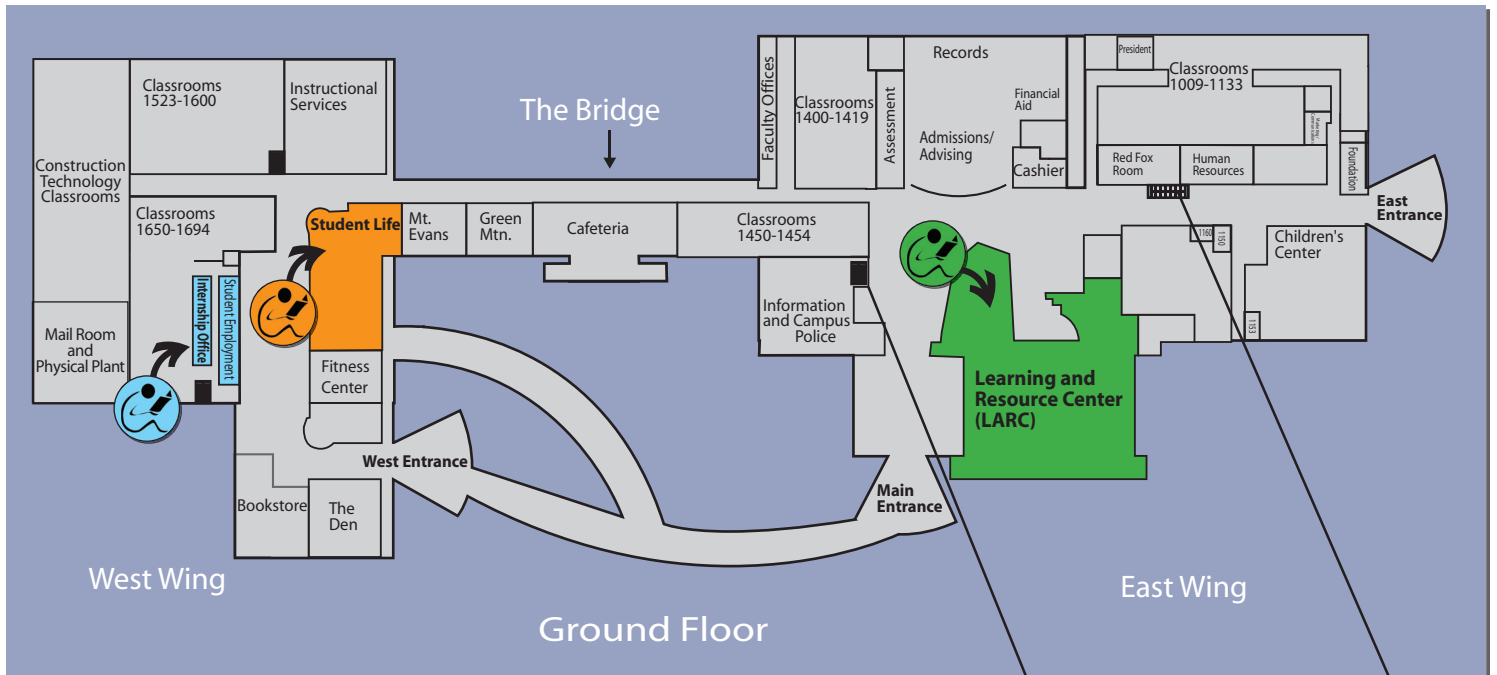 Classrooms
1523-1600
Instructional
Services
The Bridge
Faculty Offices
Classrooms
1400-1419
Assessment
Records
Admissions/
Advising
Financial
Aid
Cashier
President
Classrooms
1009-1133
Red Fox
Room
Human
Resources
Foundation
East
Entrance
Construction
Technology
Classrooms
Classrooms
1650-1694
Student Life
Mt.
Evans
Green
Mtn.
Cafeteria
Classrooms
1450-1454
1160
1150
Children's
Center
1153
Internship Office
Student Employment
Mail Room
and
Physical Plant
Fitness
Center
Information
and Campus
Police
Learning and
Resource Center
(LARC)
West Entrance
Main
Entrance
Bookstore
The
Den
West Wing
East Wing
Ground Floor